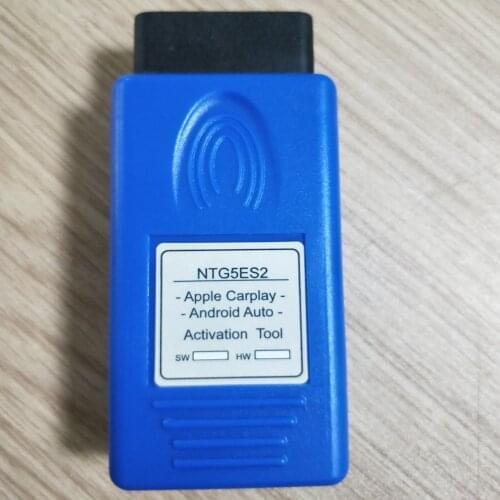 NTG5ES2
- Apple Carplay -
- Android Auto -
Activation Tool
SW HW